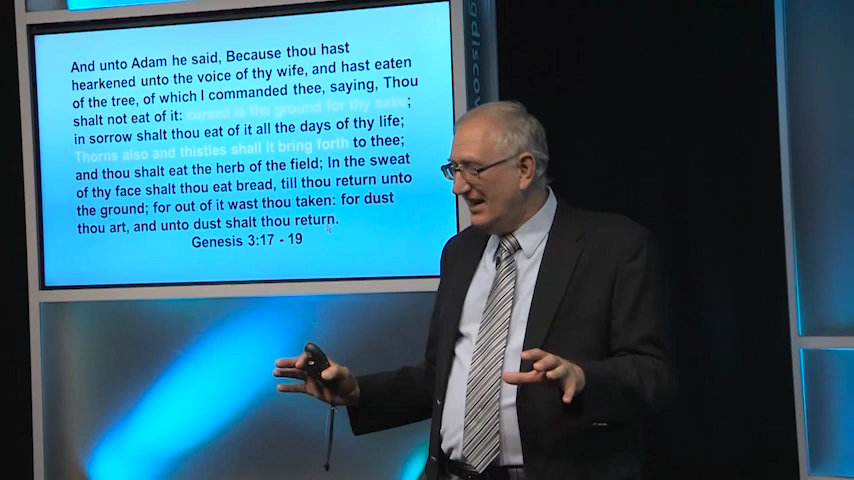 And unto Adam he said, Because thou hast
hearkened unto the voice of thy wife, and hast eaten
of the tree, of which I commanded thee, saying, Thou
shalt not eat of it: cursed is the ground for thy sake;
in sorrow shalt thou eat of it all the days of thy life;
Thorns also and thistles shall it bring forth to thee;
and thou shalt eat the herb of the field; In the sweat
of thy face shalt thou eat bread, till thou return unto
the ground; for out of it wast thou taken: for dust
thou art, and unto dust shalt thou return.
Genesis 3:17 - 19
gdiscov